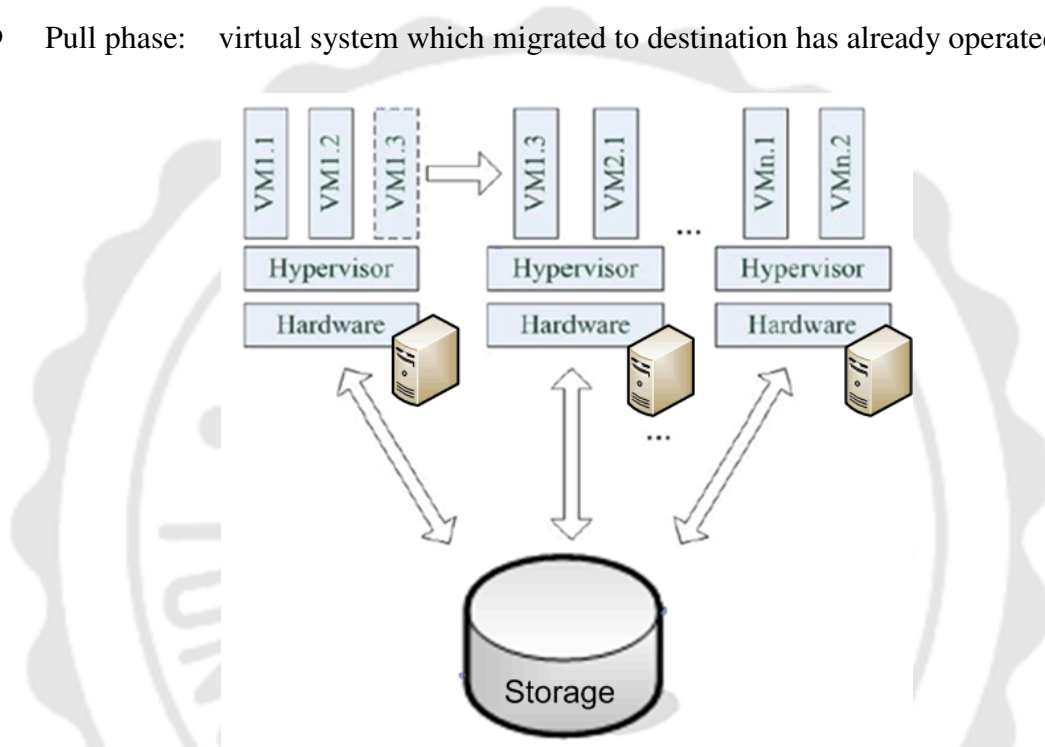 Pull phase: virtual system which migrated to destination has already operated
VM1.1 VM1.2 VM1.3 VM1.3 VM2.1 ... VMn.1 VMn.2
Hypervisor Hypervisor Hypervisor
Hardware Hardware Hardware
...
Storage